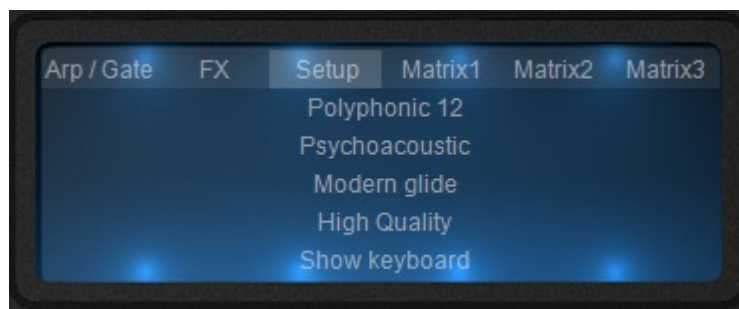 Arp / Gate FX Setup Matrix1 Matrix2 Matrix3
Polyphonic 12
Psychoacoustic
Modern glide
High Quality
Show keyboard